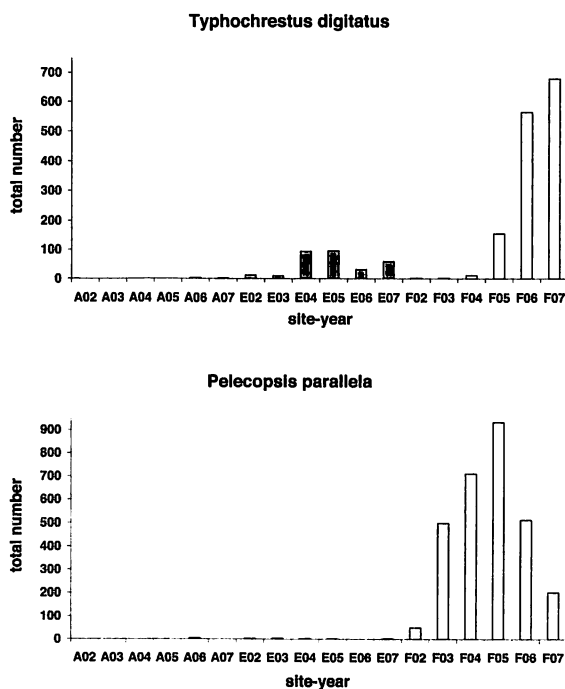 Typhochrestus digitatus
total number
700
600
500
400
300
200
100
0
A02 A03 A04 A05 A06 A07 E02 E03 E04 E05 E06 E07 F02 F03 F04 F05 F06 F07
site-year
Pelecopsis parallela
total number
900
800
700
600
500
400
300
200
100
0
A02 A03 A04 A05 A06 A07 E02 E03 E04 E05 E06 E07 F02 F03 F04 F05 F06 F07
site-year